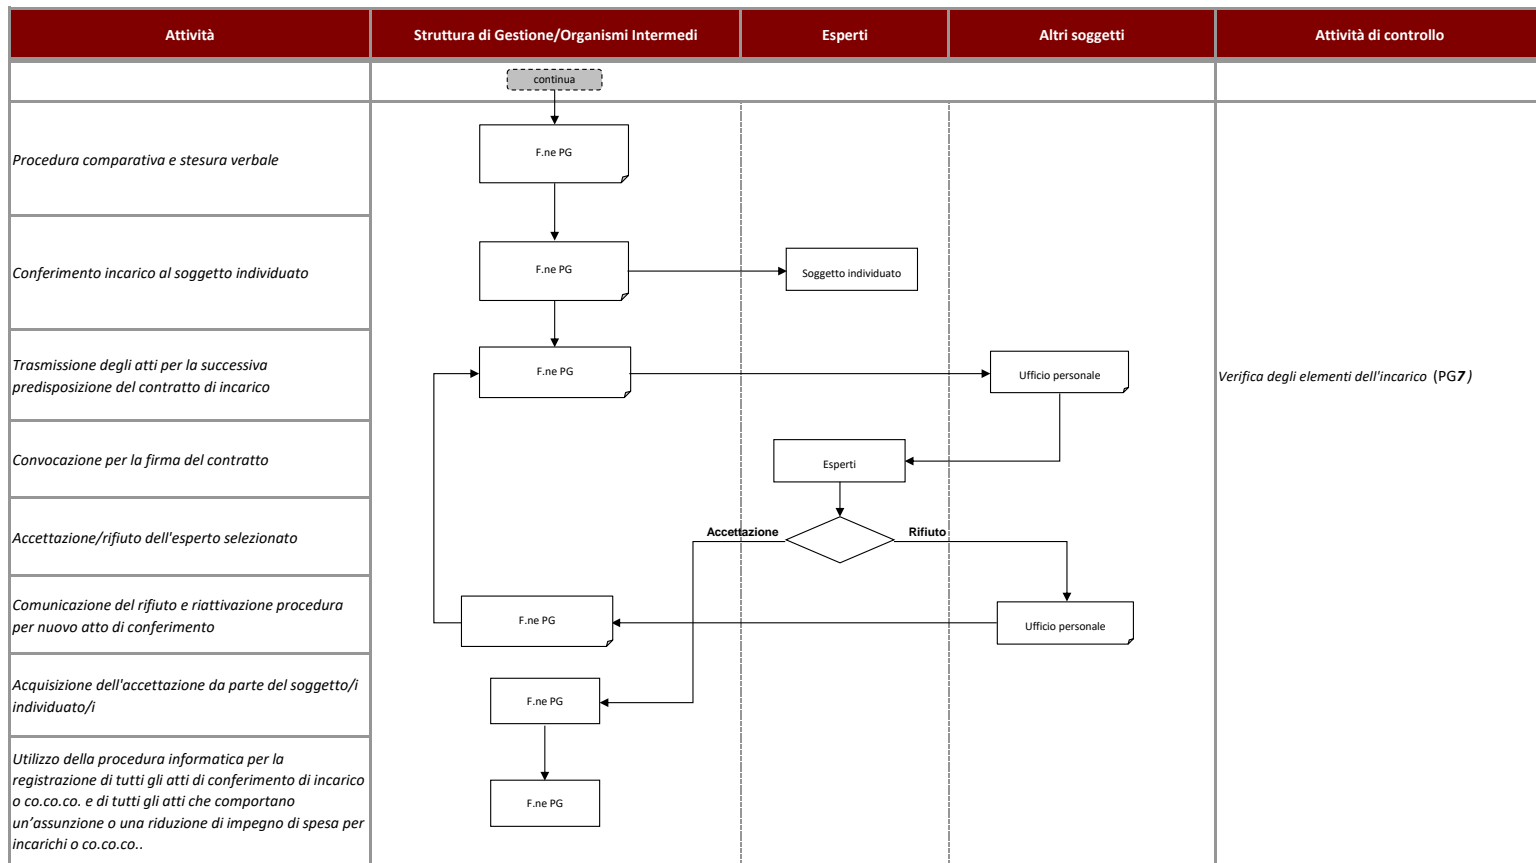 Attività
Struttura di Gestione/Organismi Intermedi
Esperti
Altri soggetti
Attività di controllo
continua
Procedura comparativa e stesura verbale
F.ne PG
Conferimento incarico al soggetto individuato
F.ne PG
Soggetto individuato
Trasmissione degli atti per la successiva
predisposizione del contratto di incarico
F.ne PG
Ufficio personale
Verifica degli elementi dell'incarico (PG7)
Convocazione per la firma del contratto
Esperti
Accettazione/rifiuto dell'esperto selezionato
Accettazione
Rifiuto
Comunicazione del rifiuto e riattivazione procedura
per nuovo atto di conferimento
F.ne PG
Ufficio personale
Acquisizione dell'accettazione da parte del soggetto/i
individuato/i
F.ne PG
Utilizzo della procedura informatica per la
registrazione di tutti gli atti di conferimento di incarico
o co.co.co. e di tutti gli atti che comportano
un’assunzione o una riduzione di impegno di spesa per
incarichi o co.co.co..
F.ne PG